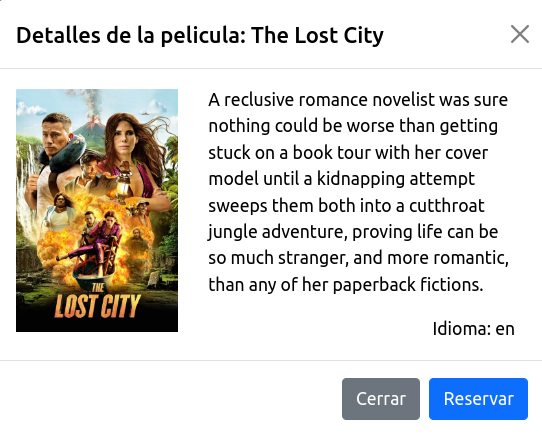 Detalles de la pelicula: The Lost City
A reclusive romance novelist was sure
nothing could be worse than getting
stuck on a book tour with her cover
model until a kidnapping attempt
sweeps them both into a cutthroat
jungle adventure, proving life can be
so much stranger, and more romantic,
than any of her paperback fictions.
THE
LOST CITY
Idioma: en
Cerrar
Reservar